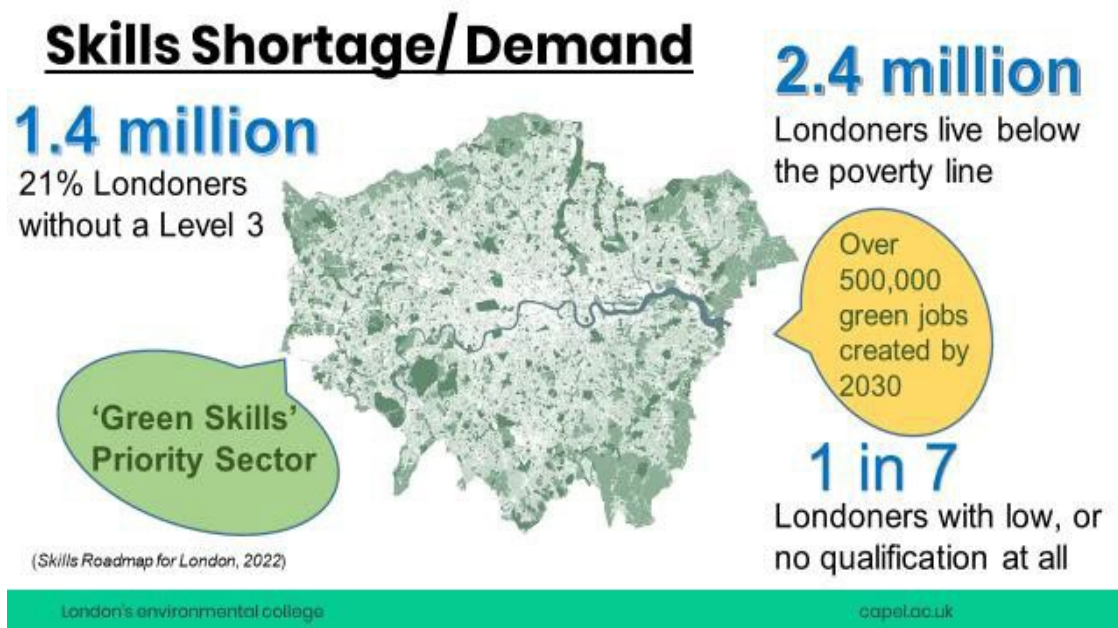 Skills Shortage/ Demand
1.4 million
21% Londoners
without a Level 3
2.4 million
Londoners live below
the poverty line
Over
500,000
green jobs
created by
2030
‘Green Skills’
Priority Sector
1 in 7
Londoners with low, or
no qualification at all
(Skills Roadmap for London, 2022)
London's environmental college
capel.ac.uk